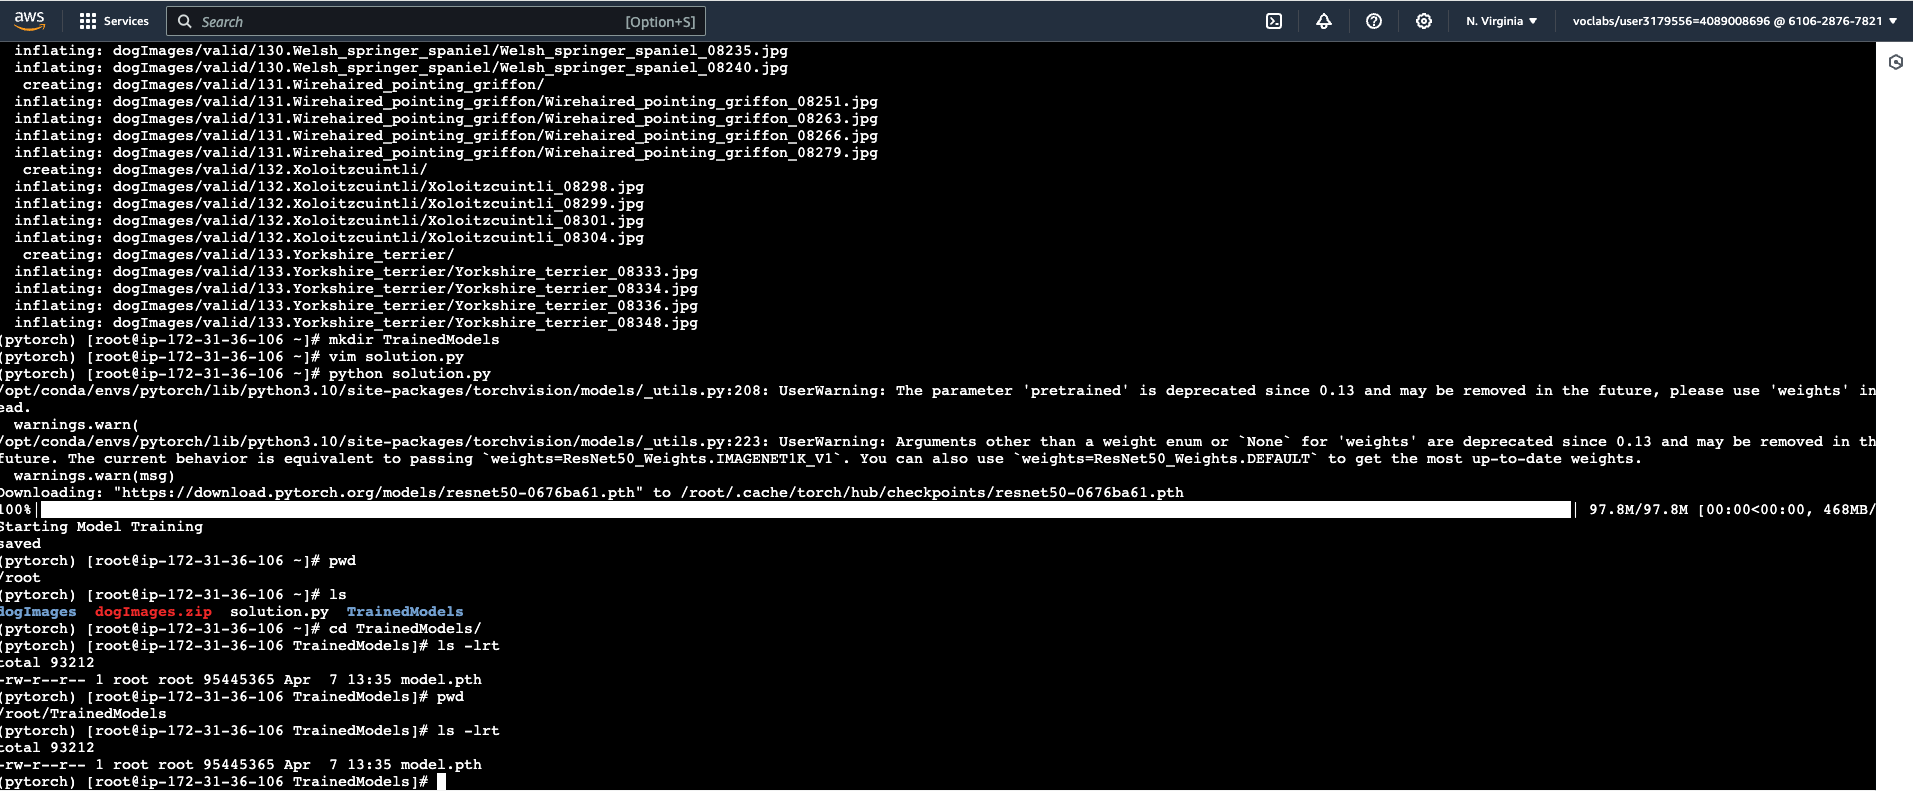 aws Services Search [Option+S] N. Virginia voclabs/user3179556=4089008696 @ 6106-2876-7821
inflating: dogImages/valid/130.Welsh_springer_spaniel/Welsh_springer_spaniel_08235.jpg
inflating: dogImages/valid/130.Welsh_springer_spaniel/Welsh_springer_spaniel_08240.jpg
creating: dogImages/valid/131.Wirehaired_pointing_griffon/
inflating: dogImages/valid/131.Wirehaired_pointing_griffon/Wirehaired_pointing_griffon_08251.jpg
inflating: dogImages/valid/131.Wirehaired_pointing_griffon/Wirehaired_pointing_griffon_08263.jpg
inflating: dogImages/valid/131.Wirehaired_pointing_griffon/Wirehaired_pointing_griffon_08266.jpg
inflating: dogImages/valid/131.Wirehaired_pointing_griffon/Wirehaired_pointing_griffon_08279.jpg
creating: dogImages/valid/132.Xoloitzcuintli/
inflating: dogImages/valid/132.Xoloitzcuintli/Xoloitzcuintli_08298.jpg
inflating: dogImages/valid/132.Xoloitzcuintli/Xoloitzcuintli_08299.jpg
inflating: dogImages/valid/132.Xoloitzcuintli/Xoloitzcuintli_08301.jpg
inflating: dogImages/valid/132.Xoloitzcuintli/Xoloitzcuintli_08304.jpg
creating: dogImages/valid/133.Yorkshire_terrier/
inflating: dogImages/valid/133.Yorkshire_terrier/Yorkshire_terrier_08333.jpg
inflating: dogImages/valid/133.Yorkshire_terrier/Yorkshire_terrier_08334.jpg
inflating: dogImages/valid/133.Yorkshire_terrier/Yorkshire_terrier_08336.jpg
inflating: dogImages/valid/133.Yorkshire_terrier/Yorkshire_terrier_08348.jpg
(pytorch) [root@ip-172-31-36-106 ~]# mkdir TrainedModels
(pytorch) [root@ip-172-31-36-106 ~]# vim solution.py
(pytorch) [root@ip-172-31-36-106 ~]# python solution.py
/opt/conda/envs/pytorch/lib/python3.10/site-packages/torchvision/models/_utils.py:208: UserWarning: The parameter 'pretrained' is deprecated since 0.13 and may be removed in the future, please use 'weights' in
ead.
warnings.warn(
/opt/conda/envs/pytorch/lib/python3.10/site-packages/torchvision/models/_utils.py:223: UserWarning: Arguments other than a weight enum or `None` for 'weights' are deprecated since 0.13 and may be removed in th
future. The current behavior is equivalent to passing `weights=ResNet50_Weights.IMAGENET1K_V1`. You can also use `weights=ResNet50_Weights.DEFAULT` to get the most up-to-date weights.
warnings.warn(msg)
Downloading: "https://download.pytorch.org/models/resnet50-0676ba61.pth" to /root/.cache/torch/hub/checkpoints/resnet50-0676ba61.pth
100%| | 97.8M/97.8M [00:00<00:00, 468MB/
Starting Model Training
saved
(pytorch) [root@ip-172-31-36-106 ~]# pwd
/root
(pytorch) [root@ip-172-31-36-106 ~]# ls
dogImages dogImages.zip solution.py TrainedModels
(pytorch) [root@ip-172-31-36-106 ~]# cd TrainedModels/
(pytorch) [root@ip-172-31-36-106 TrainedModels]# ls -lrt
total 93212
-rw-r--r-- 1 root root 95445365 Apr 7 13:35 model.pth
(pytorch) [root@ip-172-31-36-106 TrainedModels]# pwd
/root/TrainedModels
(pytorch) [root@ip-172-31-36-106 TrainedModels]# ls -lrt
total 93212
-rw-r--r-- 1 root root 95445365 Apr 7 13:35 model.pth
(pytorch) [root@ip-172-31-36-106 TrainedModels]#